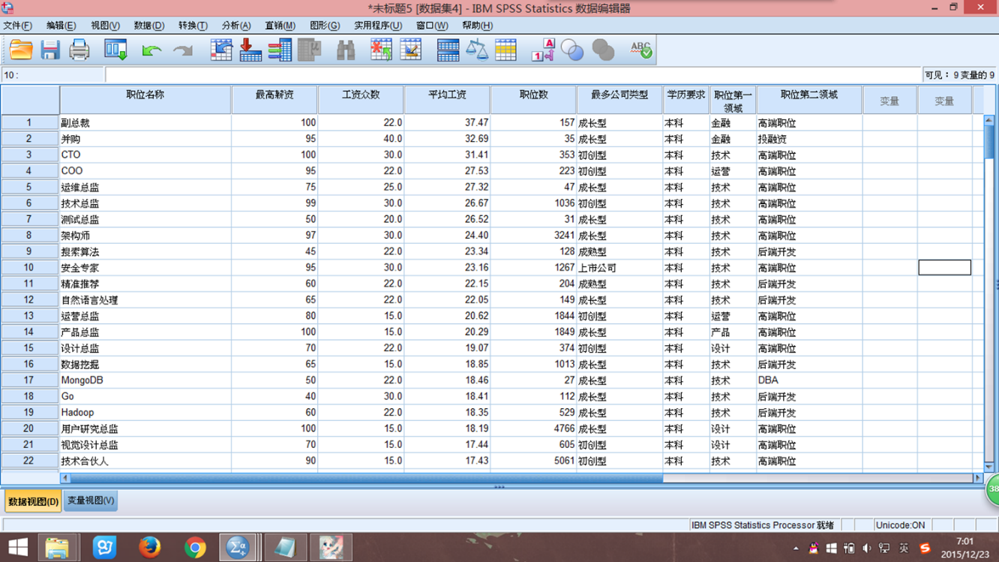 *未标题5 [数据集4] - IBM SPSS Statistics 数据编辑器
文件(F) 编辑(E) 视图(V) 数据(D) 转换(T) 分析(A) 直销(M) 图形(G) 实用程序(U) 窗口(W) 帮助(H)
A
1
ABC
10 : 可见： 9 变量的 9
职位名称 最高薪资 工资众数 平均工资 职位数 最多公司类型 学历要求 职位第一领域 职位第二领域 变量 变量
1 副总裁 100 22.0 37.47 157 成长型 本科 金融 高端职位
2 并购 95 40.0 32.69 35 成长型 本科 金融 投融资
3 CTO 100 30.0 31.41 353 初创型 本科 技术 高端职位
4 COO 95 22.0 27.53 223 初创型 本科 运营 高端职位
5 运维总监 75 25.0 27.32 47 成长型 本科 技术 高端职位
6 技术总监 99 30.0 26.67 1036 初创型 本科 技术 高端职位
7 测试总监 50 20.0 26.52 31 成长型 本科 技术 高端职位
8 架构师 97 30.0 24.40 3241 成长型 本科 技术 高端职位
9 搜索算法 45 22.0 23.34 128 成熟型 本科 技术 后端开发
10 安全专家 95 30.0 23.16 1267 上市公司 本科 技术 高端职位
11 精准推荐 60 22.0 22.15 204 成熟型 本科 技术 后端开发
12 自然语言处理 65 22.0 22.05 149 成长型 本科 技术 后端开发
13 运营总监 80 15.0 20.62 1844 初创型 本科 运营 高端职位
14 产品总监 100 15.0 20.29 1849 成长型 本科 产品 高端职位
15 设计总监 70 22.0 19.07 374 初创型 本科 设计 高端职位
16 数据挖掘 65 15.0 18.85 1013 成长型 本科 技术 后端开发
17 MongoDB 50 22.0 18.46 27 成长型 本科 技术 DBA
18 Go 40 30.0 18.41 112 初创型 本科 技术 后端开发
19 Hadoop 60 22.0 18.35 529 成长型 本科 技术 后端开发
20 用户研究总监 100 15.0 18.19 4766 成长型 本科 设计 高端职位
21 视觉设计总监 70 15.0 17.44 605 初创型 本科 设计 高端职位
22 技术合伙人 90 15.0 17.43 5061 初创型 本科 技术 高端职位
38
数据视图(D) 变量视图(V)
IBM SPSS Statistics Processor 就绪 Unicode:ON
英 7:01
2015/12/23